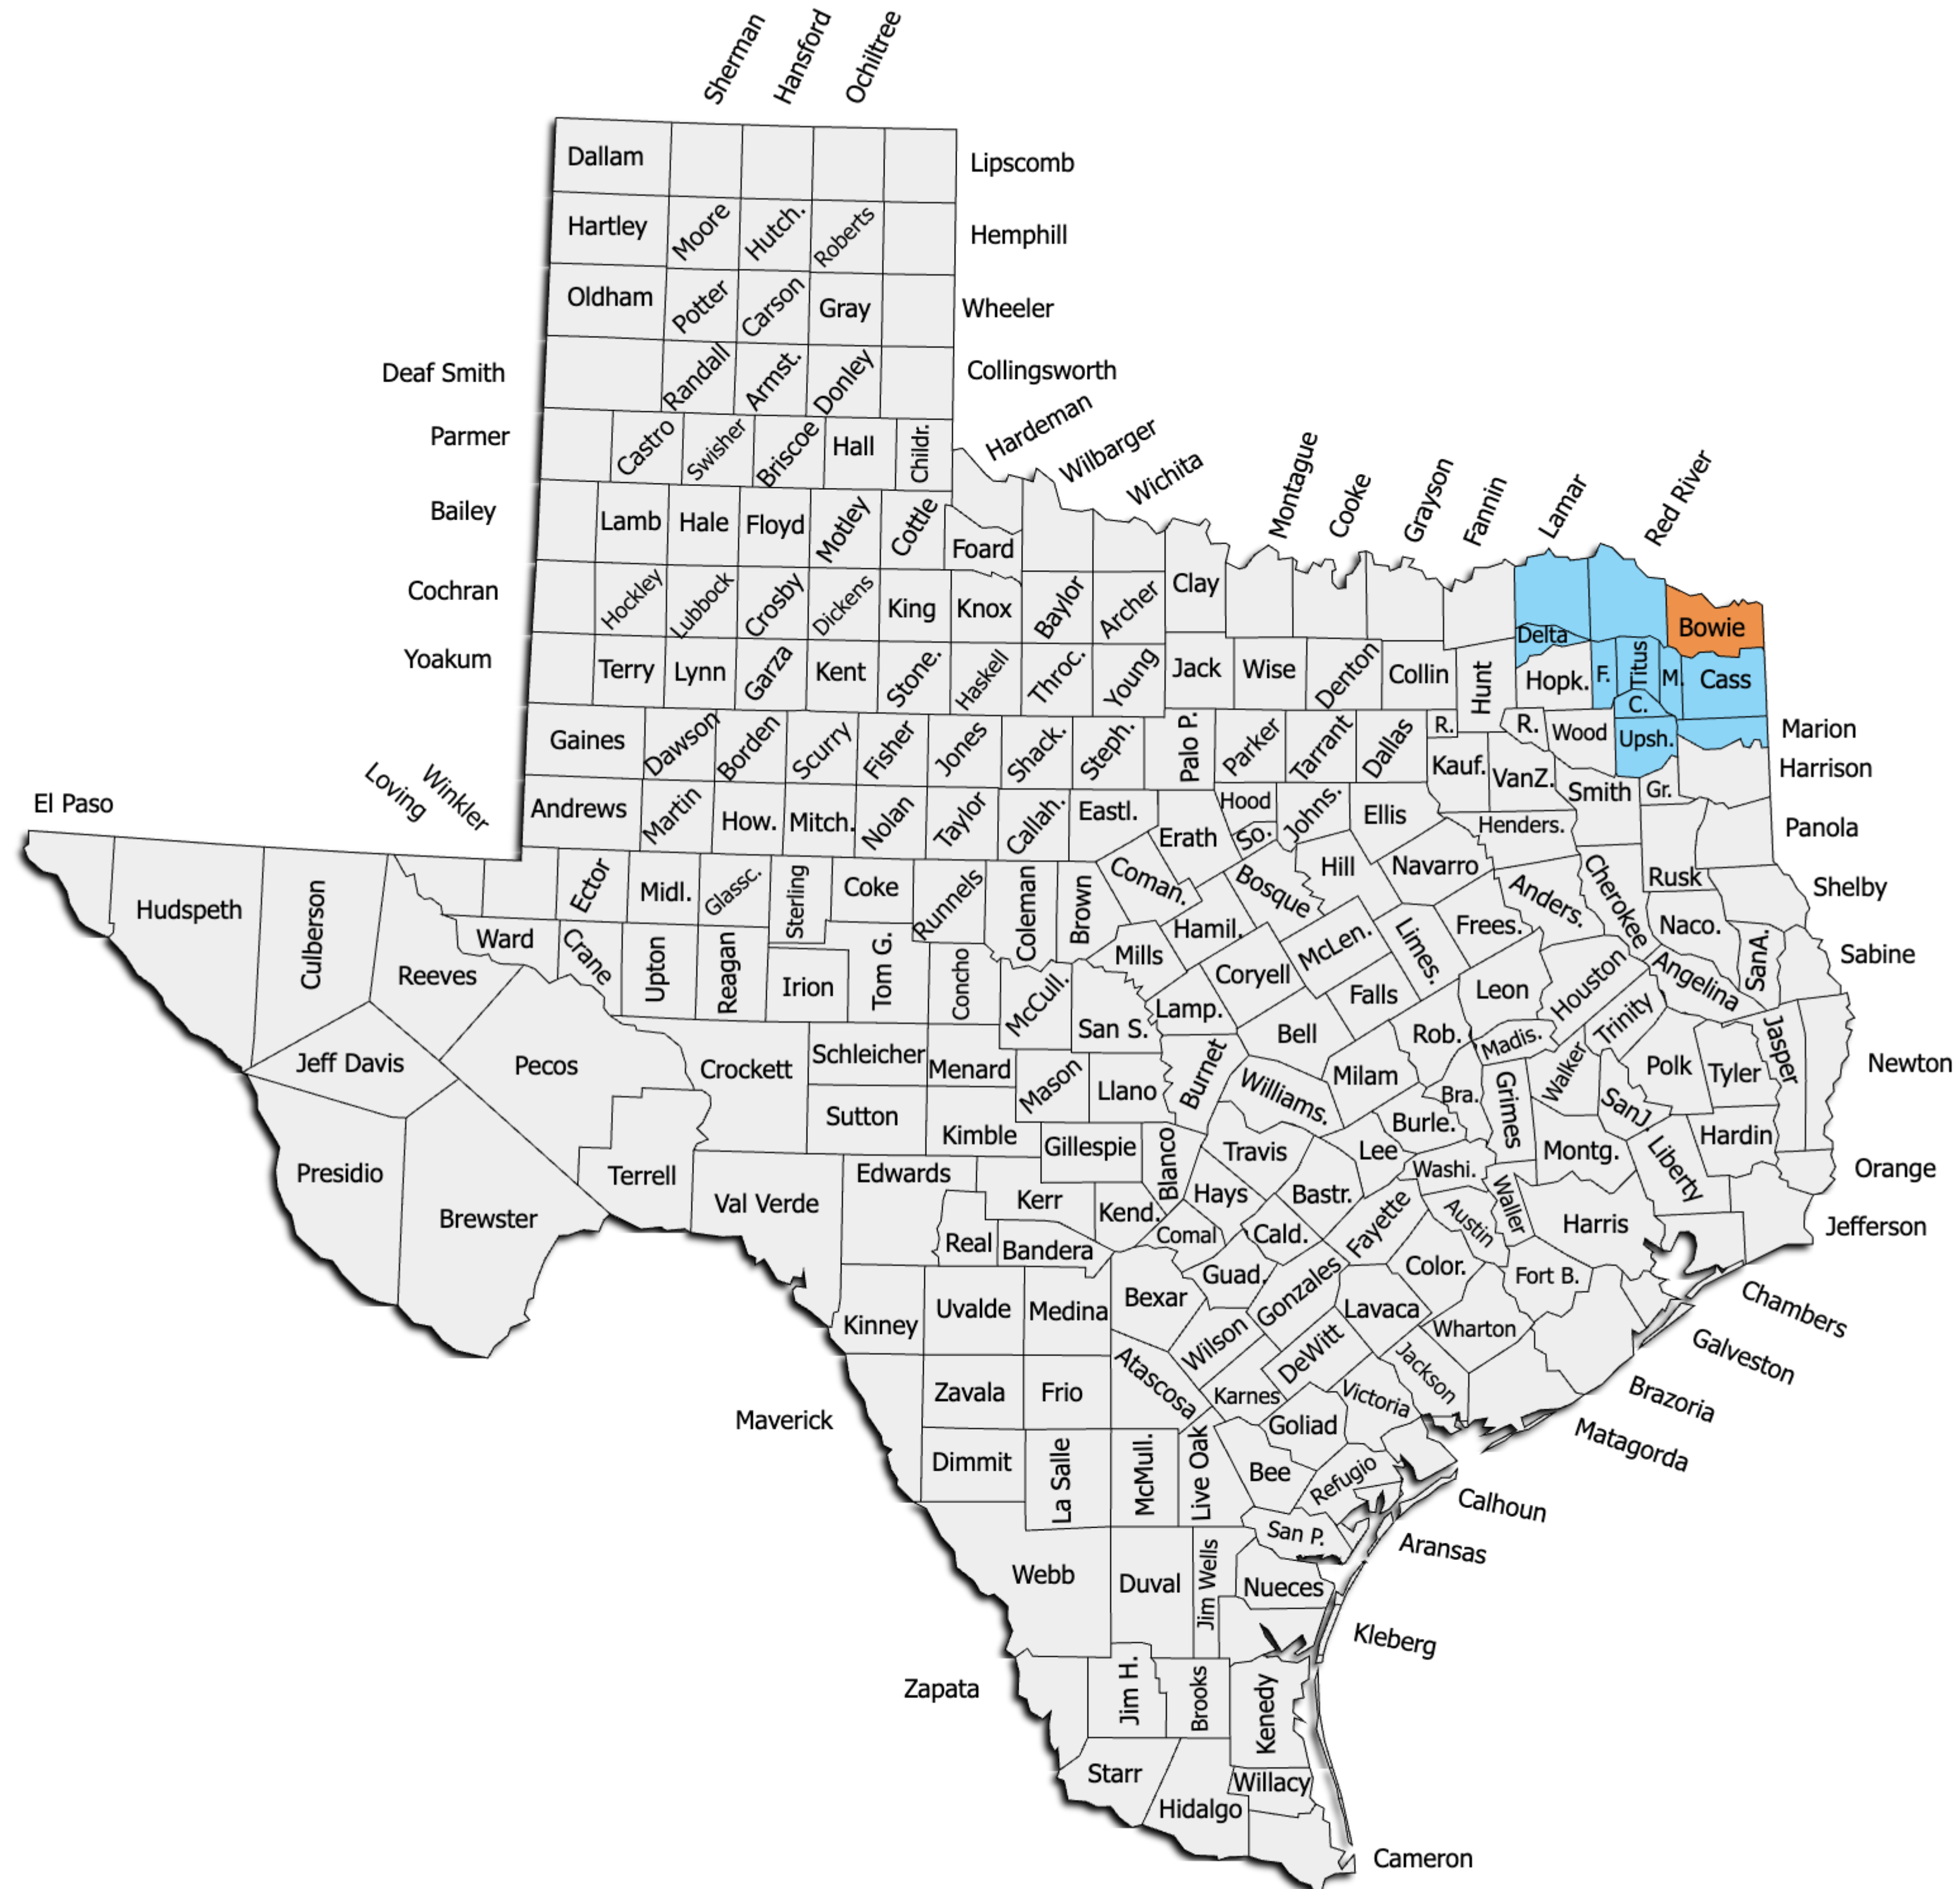 Sherman
Hansford
Ochiltree
Dallam
Lipscomb
Hartley
Moore
Hutch.
Roberts
Hemphill
Oldham
Potter
Carson
Gray
Wheeler
Deaf Smith
Randall
Armst.
Donley
Collingsworth
Parmer
Castro
Swisher
Briscoe
Hall
Childr.
Hardeman
Wilbarger
Wichita
Montague
Cooke
Grayson
Fannin
Lamar
Red River
Bailey
Lamb
Hale
Floyd
Motley
Cottle
Foard
Cochran
Hockley
Lubbock
Crosby
Dickens
King
Knox
Baylor
Archer
Clay
Delta
Bowie
Yoakum
Terry
Lynn
Garza
Kent
Stone.
Haskell
Throc.
Young
Jack
Wise
Denton
Collin
Hunt
Hopk.
F.
Titus
M.
Cass
C.
Gaines
Dawson
Borden
Scurry
Fisher
Jones
Shack.
Steph.
Palo P.
Parker
Tarrant
Dallas
R.
R.
Wood
Upsh.
Marion
Kauf.
VanZ.
Smith
Gr.
Harrison
Loving
Winkler
El Paso
Andrews
Martin
How.
Mitch.
Nolan
Taylor
Callah.
Eastl.
Erath
Hood
So.
Johns.
Ellis
Henders.
Panola
Hudspeth
Culberson
Reeves
Ector
Midl.
Glassc.
Sterling
Coke
Runnels
Coleman
Brown
Coman.
Bosque
Hill
Navarro
Anders.
Cherokee
Rusk
Shelby
Ward
Crane
Upton
Reagan
Irion
Tom G.
Concho
McCull.
San S.
Mills
Hamil.
Lamp.
Coryell
McLen.
Limes.
Frees.
Leon
Houston
Naco.
SanA.
Angelina
Sabine
Jeff Davis
Pecos
Crockett
Schleicher
Menard
Mason
Llano
Burnet
Bell
Falls
Rob.
Madis.
Trinity
Walker
Polk
Tyler
Jasper
Newton
Williams.
Milam
Bra.
Grimes
SanJ.
Sutton
Kimble
Gillespie
Blanco
Travis
Lee
Burle.
Washi.
Montg.
Liberty
Hardin
Orange
Presidio
Brewster
Terrell
Val Verde
Edwards
Kerr
Kend.
Hays
Bastr.
Fayette
Austin
Waller
Harris
Jefferson
Real
Bandera
Comal
Cald.
Guad.
Gonzales
Color.
Fort B.
Chambers
Kinney
Uvalde
Medina
Bexar
Wilson
Lavaca
Wharton
Galveston
DeWitt
Jackson
Brazoria
Maverick
Zavala
Frio
Atascosa
Karnes
Victoria
Matagorda
Goliad
Dimmit
La Salle
McMull.
Live Oak
Bee
Refugio
Calhoun
San P.
Aransas
Webb
Duval
Jim Wells
Nueces
Kleberg
Zapata
Jim H.
Brooks
Kenedy
Starr
Willacy
Hidalgo
Cameron